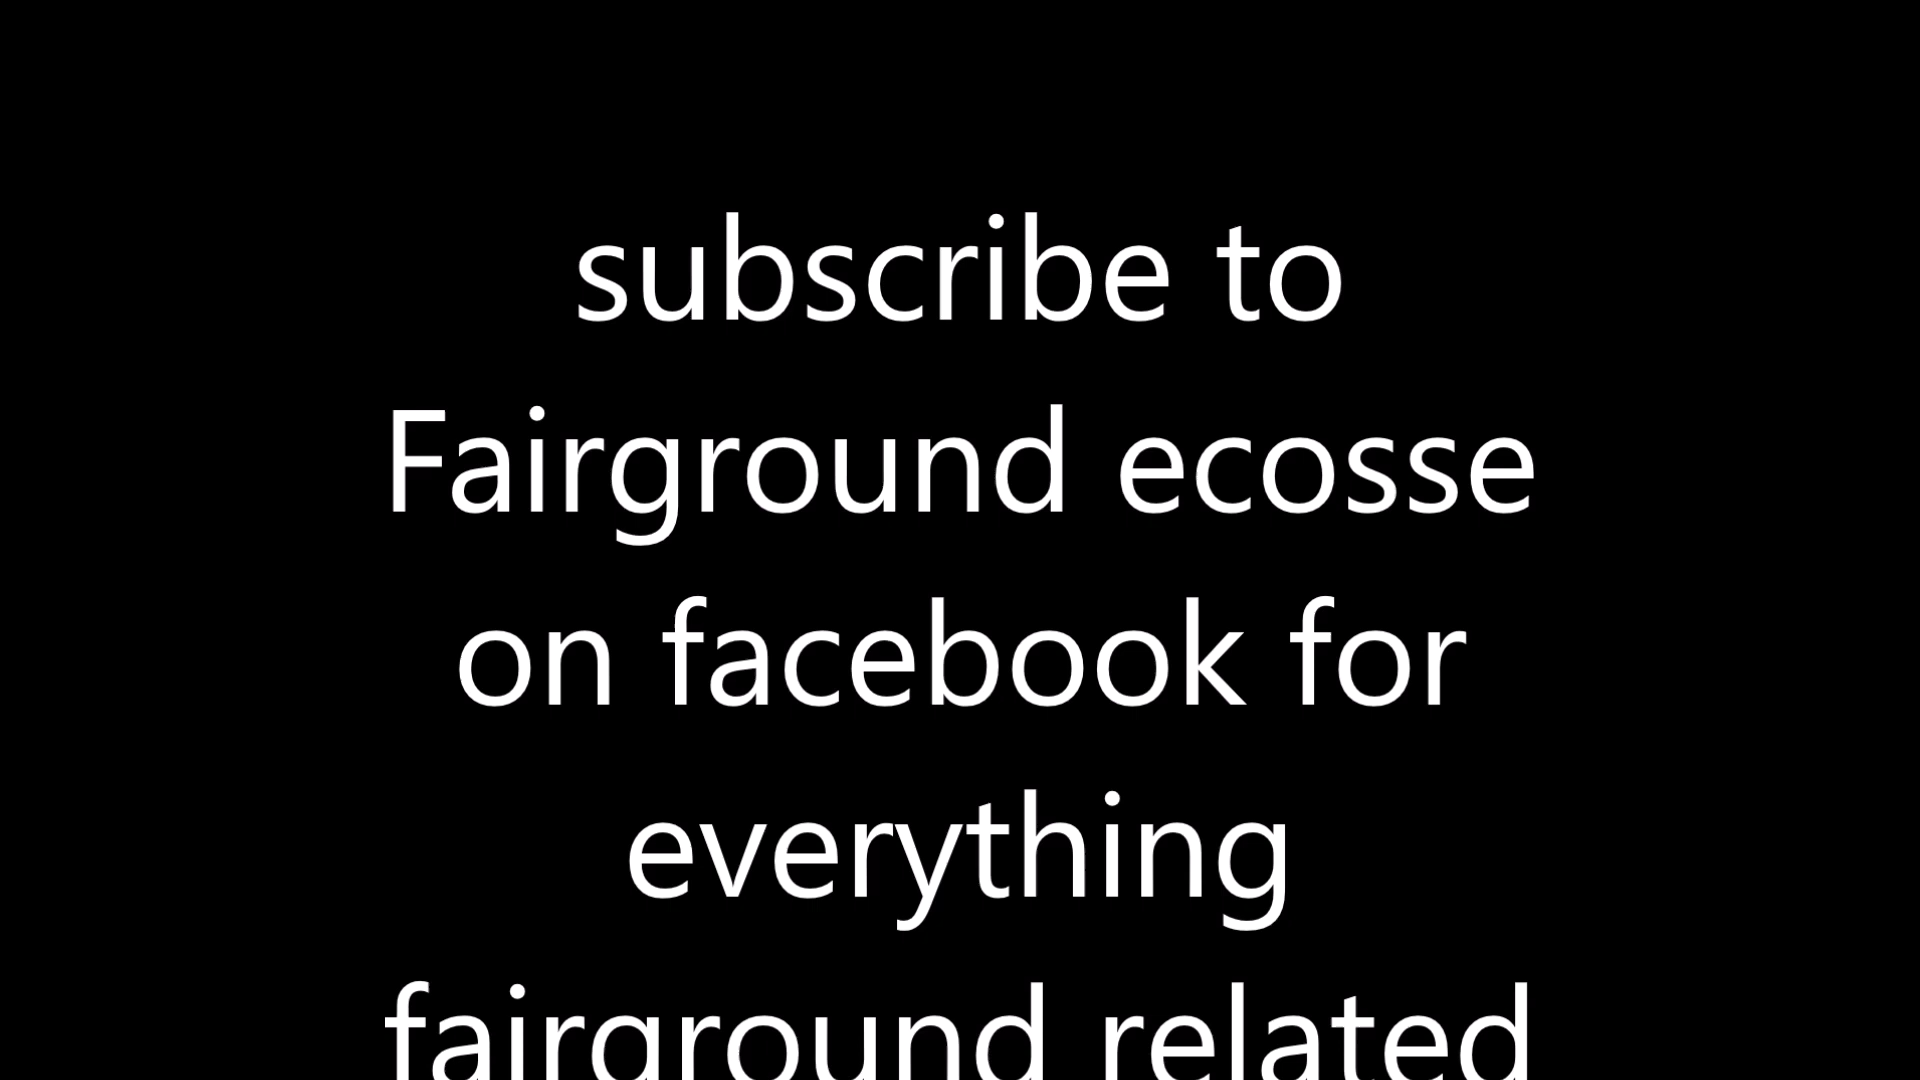 subscribe to
Fairground ecosse
on facebook for
everything
fairground related